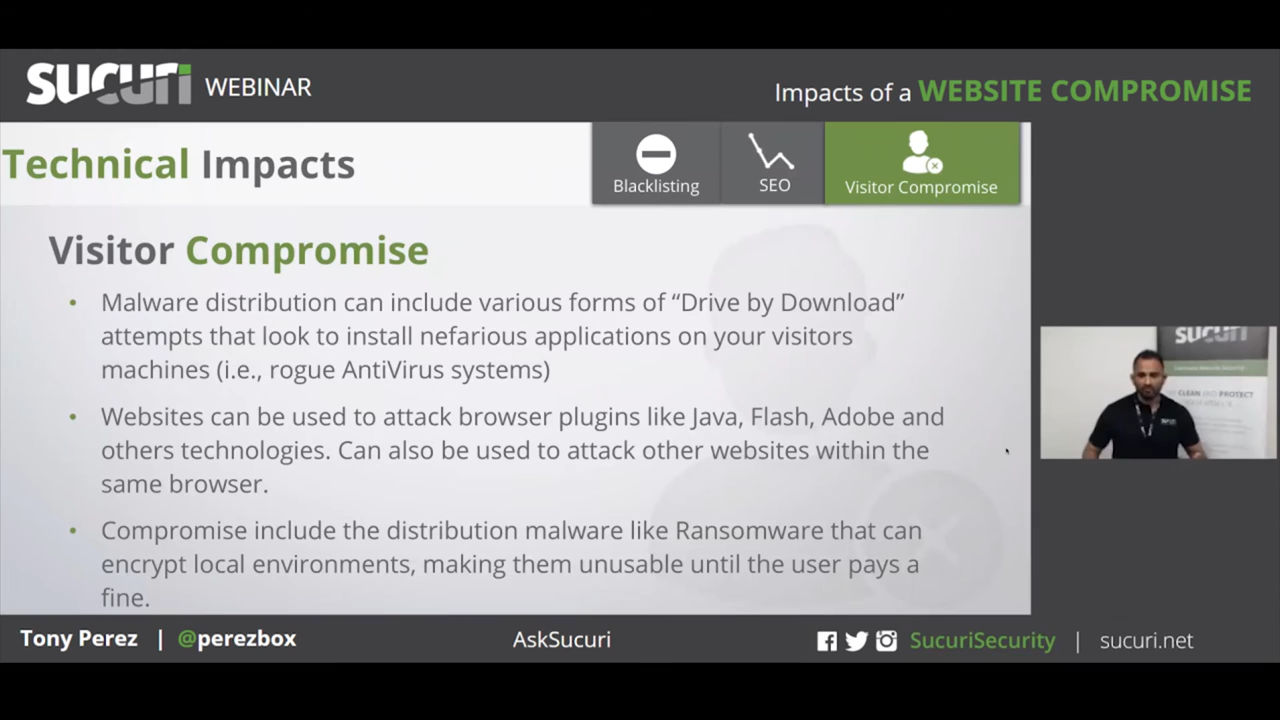 SUCURI WEBINAR
Impacts of a WEBSITE COMPROMISE
Technical Impacts
Blacklisting
SEO
Visitor Compromise
Visitor Compromise
• Malware distribution can include various forms of “Drive by Download”
attempts that look to install nefarious applications on your visitors
machines (i.e., rogue AntiVirus systems)
• Websites can be used to attack browser plugins like Java, Flash, Adobe and
others technologies. Can also be used to attack other websites within the
same browser.
• Compromise include the distribution malware like Ransomware that can
encrypt local environments, making them unusable until the user pays a
fine.
SUCURI
CLEAN AND PROTECT
Tony Perez | @perezbox
AskSucuri
SucuriSecurity | sucuri.net